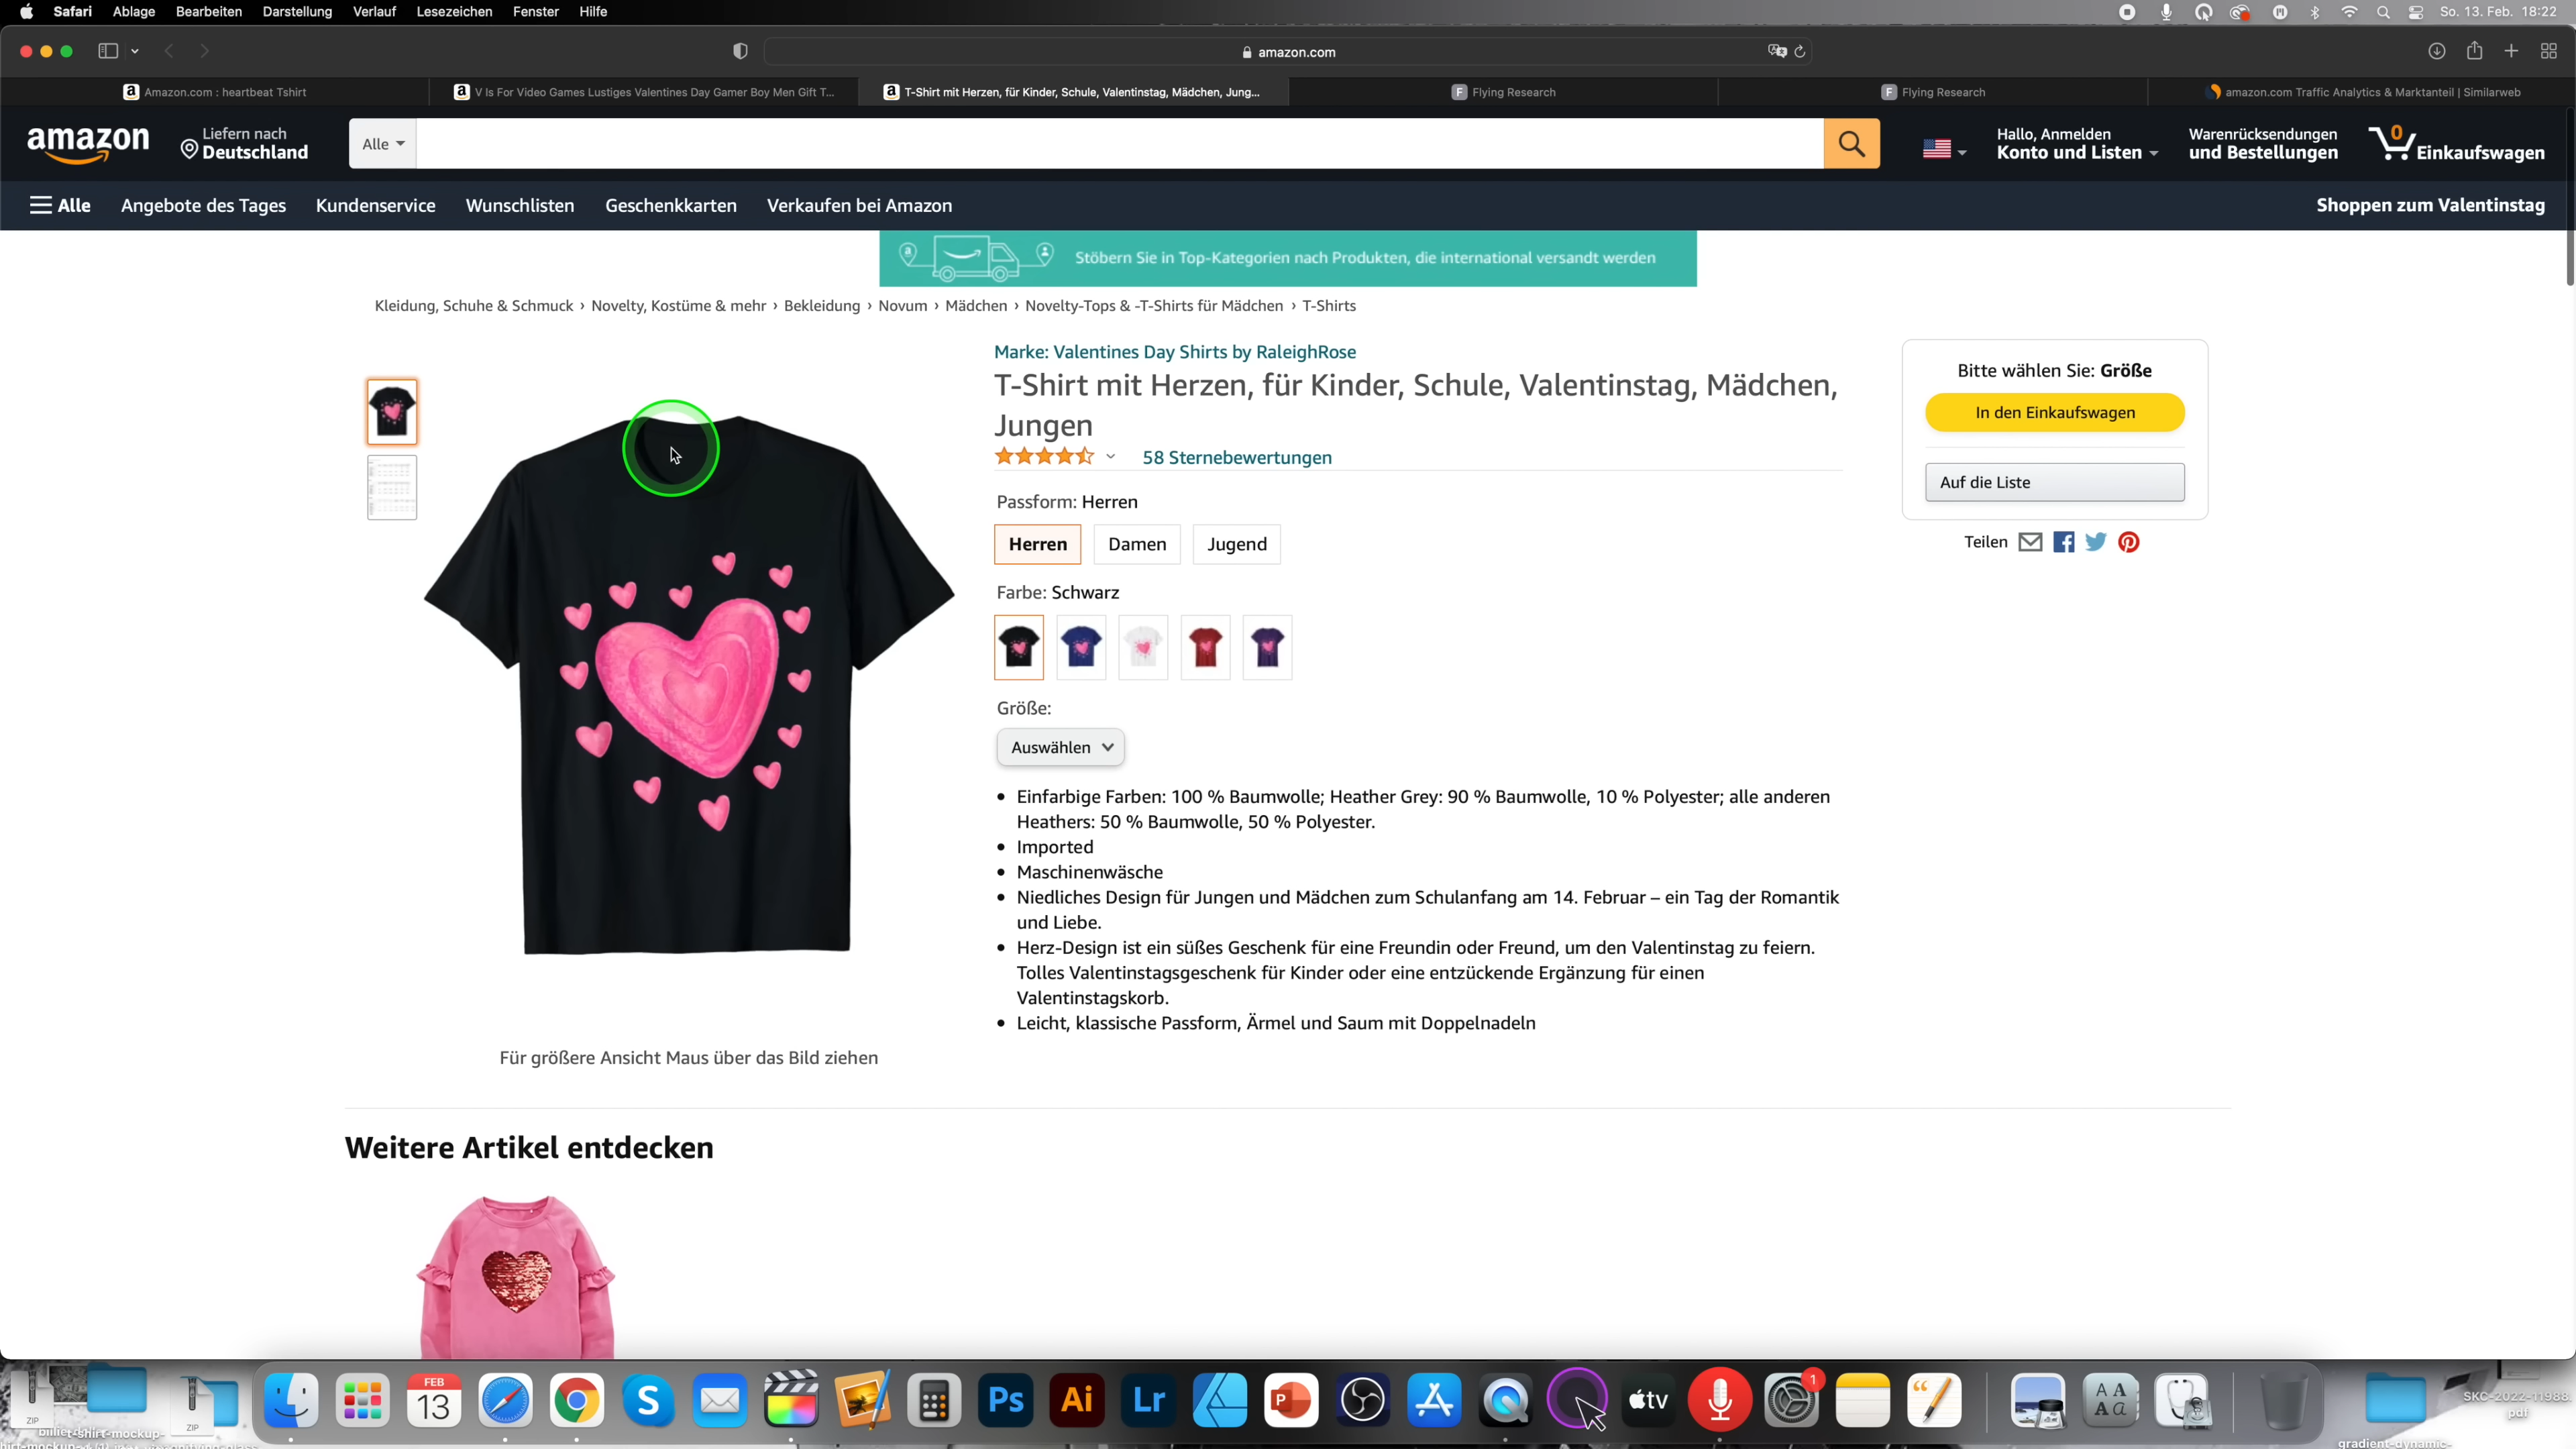 Safari Ablage Bearbeiten Darstellung Verlauf Lesezeichen Fenster Hilfe So. 13. Feb. 18:22
amazon.com
Amazon.com : heartbeat Tshirt
V Is For Video Games Lustiges Valentines Day Gamer Boy Men Gift T...
T-Shirt mit Herzen, für Kinder, Schule, Valentinstag, Mädchen, Jung...
Flying Research
Flying Research
amazon.com Traffic Analytics & Marktanteil | Similarweb
amazon
Liefern nach
Deutschland
Alle
Hallo, Anmelden
Konto und Listen
Warenrücksendungen
und Bestellungen
0
Einkaufswagen
Alle Angebote des Tages Kundenservice Wunschlisten Geschenkkarten Verkaufen bei Amazon Shoppen zum Valentinstag
Stöbern Sie in Top-Kategorien nach Produkten, die international versandt werden
Kleidung, Schuhe & Schmuck › Novelty, Kostüme & mehr › Bekleidung › Novum › Mädchen › Novelty-Tops & -T-Shirts für Mädchen › T-Shirts
Marke: Valentines Day Shirts by RaleighRose
T-Shirt mit Herzen, für Kinder, Schule, Valentinstag, Mädchen,
Jungen
58 Sternebewertungen
Passform: Herren
Herren Damen Jugend
Farbe: Schwarz
Größe:
Auswählen
• Einfarbige Farben: 100 % Baumwolle; Heather Grey: 90 % Baumwolle, 10 % Polyester; alle anderen
Heathers: 50 % Baumwolle, 50 % Polyester.
• Imported
• Maschinenwäsche
• Niedliches Design für Jungen und Mädchen zum Schulanfang am 14. Februar – ein Tag der Romantik
und Liebe.
• Herz-Design ist ein süßes Geschenk für eine Freundin oder Freund, um den Valentinstag zu feiern.
Tolles Valentinstagsgeschenk für Kinder oder eine entzückende Ergänzung für einen
Valentinstagskorb.
• Leicht, klassische Passform, Ärmel und Saum mit Doppelnadeln
Bitte wählen Sie: Größe
In den Einkaufswagen
Auf die Liste
Teilen
Für größere Ansicht Maus über das Bild ziehen
Weitere Artikel entdecken
ZIP
ZIP
FEB
13
S
Ps
Ai
Lr
P
tv
1
A A
A a
SKC-2022-11988.
pdf
gradient-dynamic-